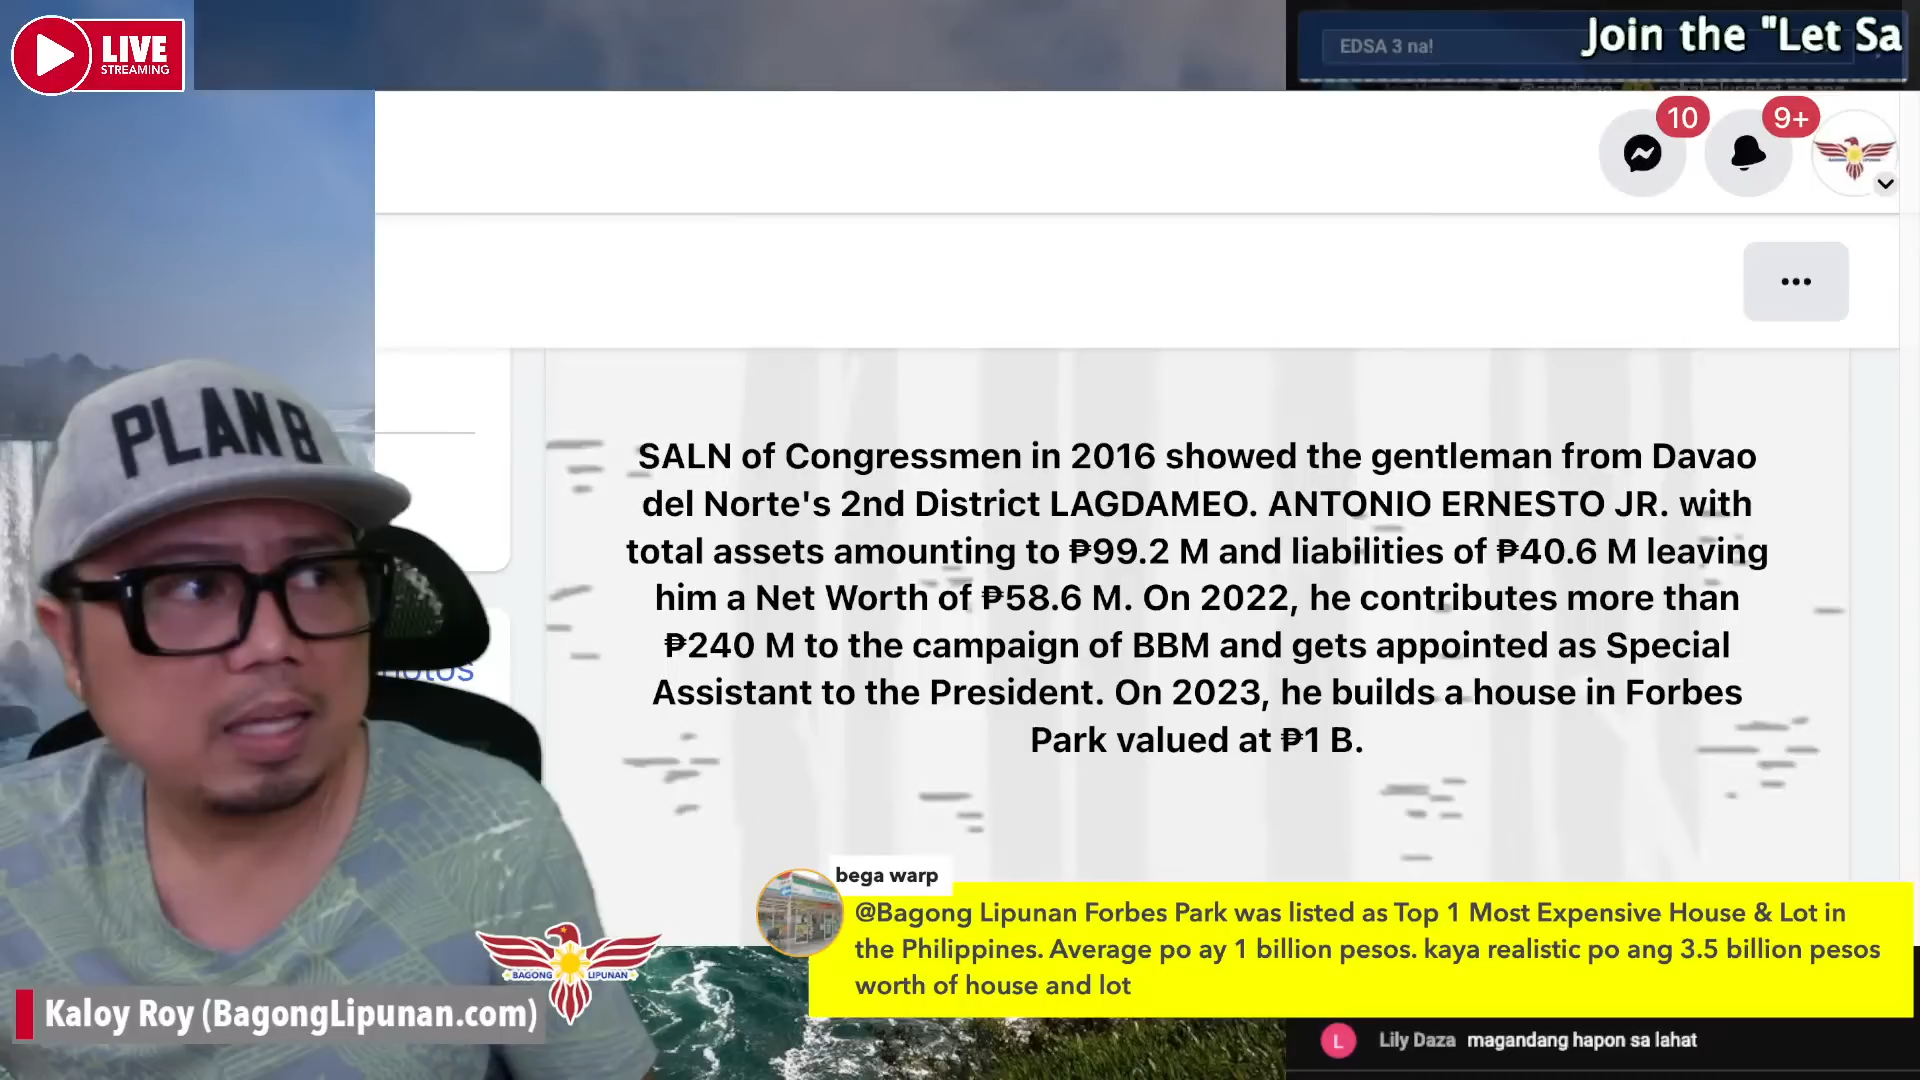 LIVE
STREAMING
EDSA 3 na!
Join the "Let Sa
10
9+
PLAN B
SALN of Congressmen in 2016 showed the gentleman from Davao
del Norte's 2nd District LAGDAMEO. ANTONIO ERNESTO JR. with
total assets amounting to ₱99.2 M and liabilities of ₱40.6 M leaving
him a Net Worth of ₱58.6 M. On 2022, he contributes more than
₱240 M to the campaign of BBM and gets appointed as Special
Assistant to the President. On 2023, he builds a house in Forbes
Park valued at ₱1 B.
bega warp
@Bagong Lipunan Forbes Park was listed as Top 1 Most Expensive House & Lot in
the Philippines. Average po ay 1 billion pesos. kaya realistic po ang 3.5 billion pesos
worth of house and lot
BAGONG LIPUNAN
Kaloy Roy (BagongLipunan.com)
L
Lily Daza magandang hapon sa lahat